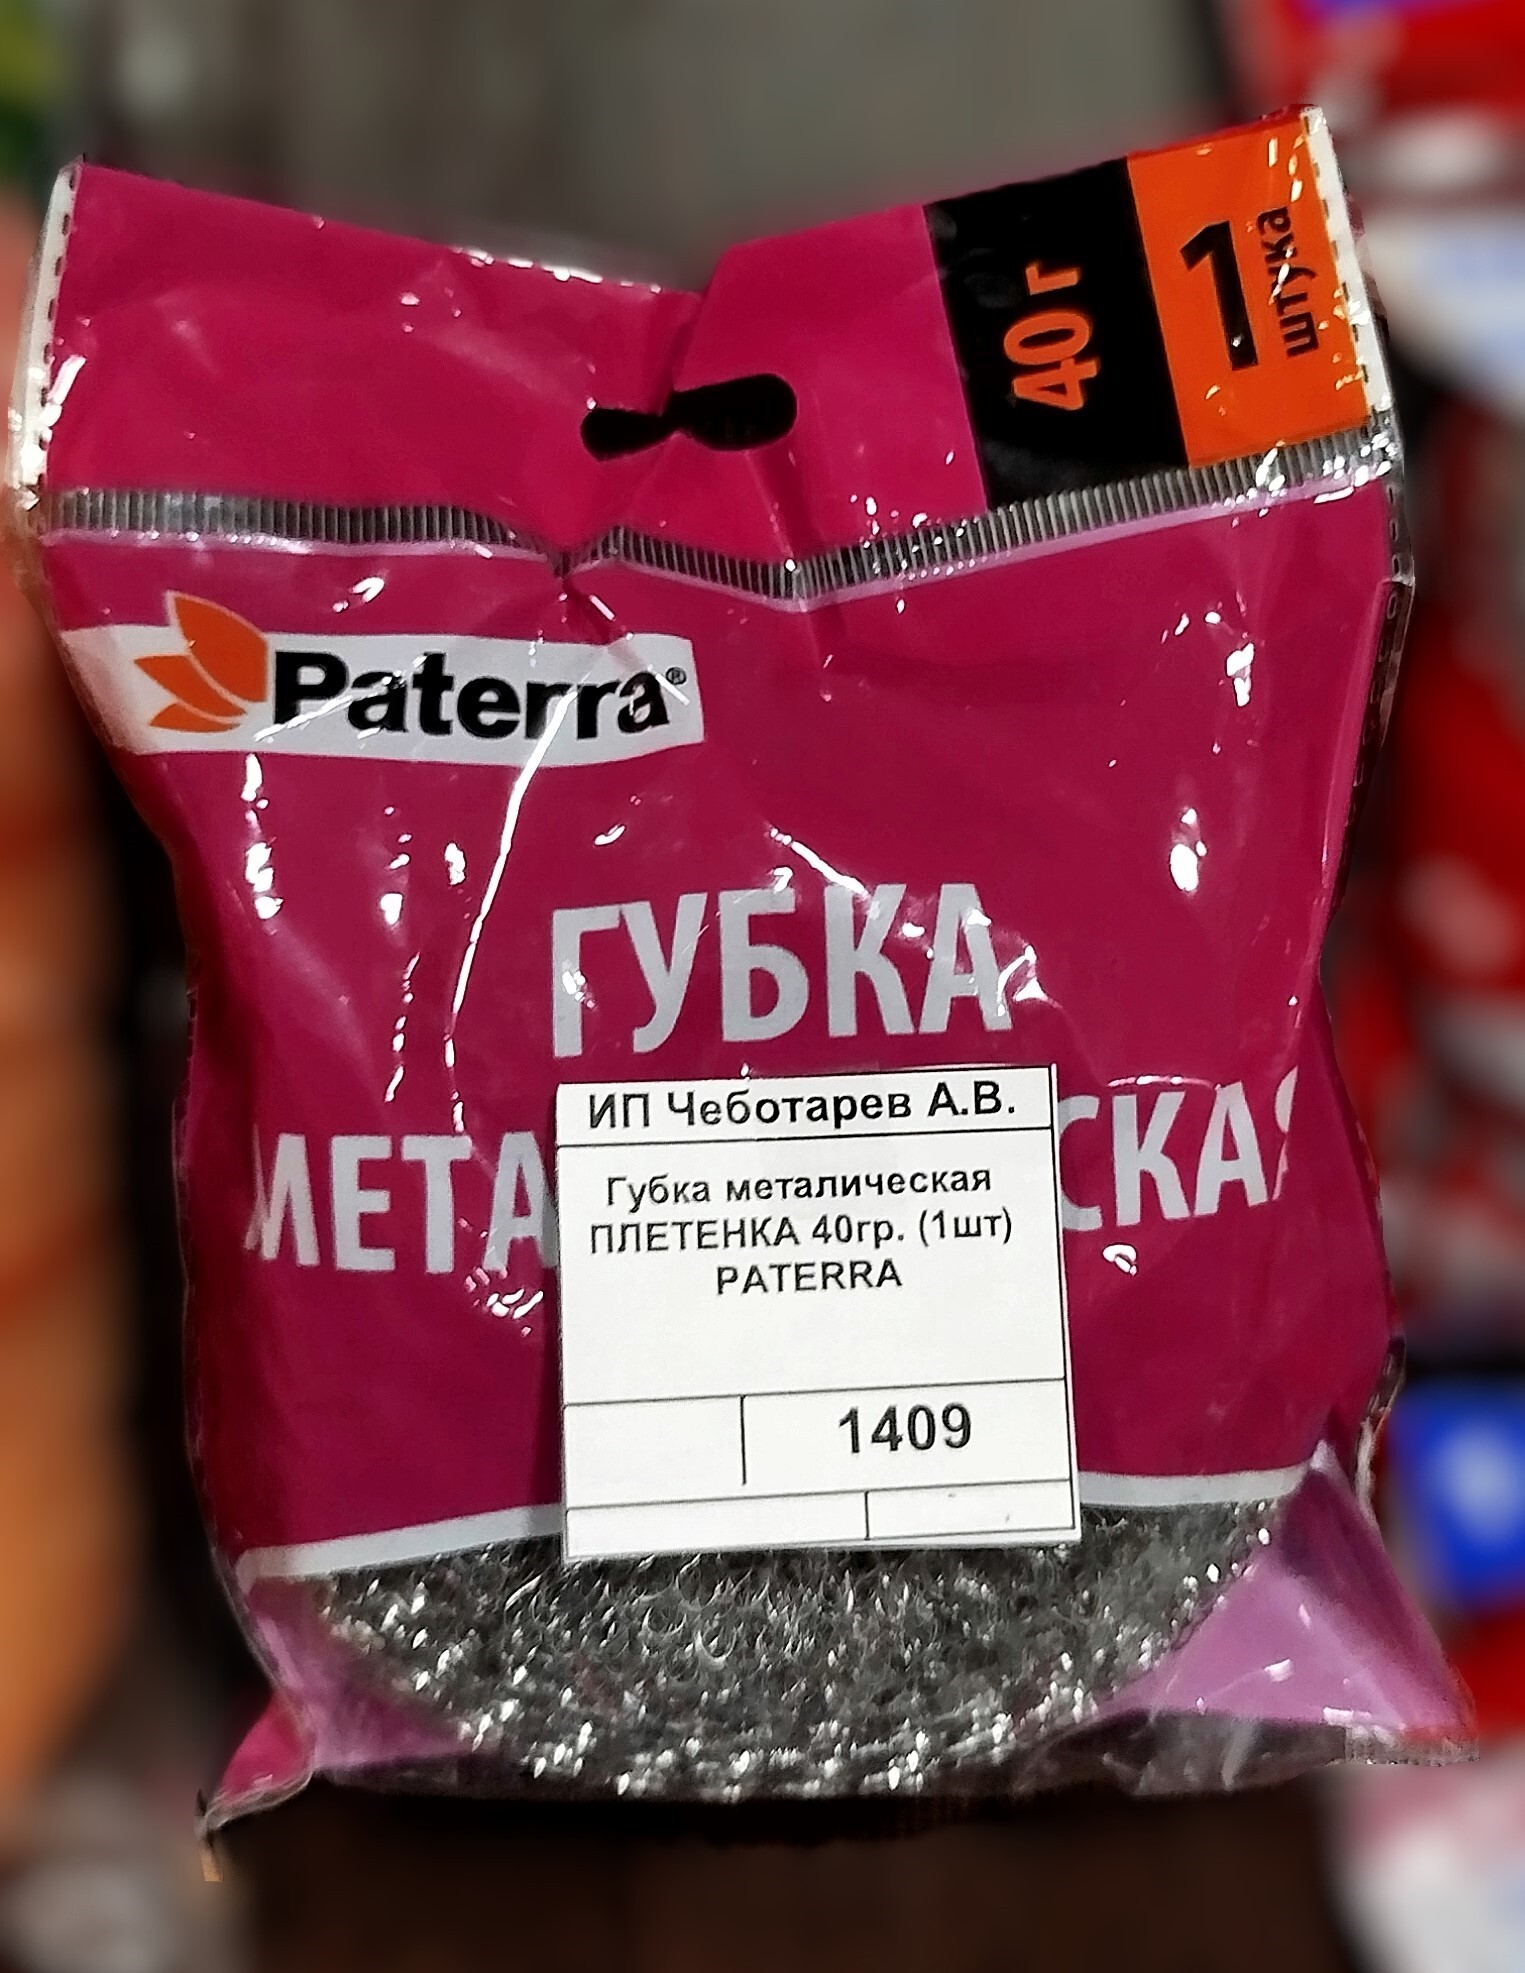 40 г
1
штука
Paterra®
ГУБКА
МЕТА СКАЯ
ИП Чеботарев А.В.
Губка металическая
ПЛЕТЕНКА 40гр. (1шт)
PATERRA
1409